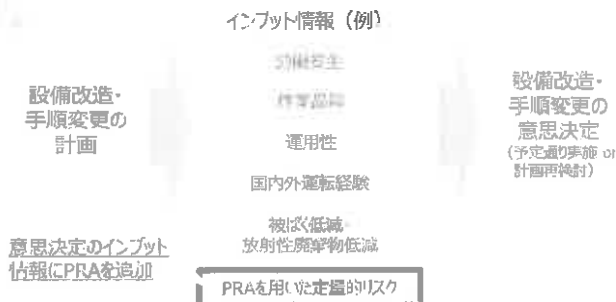 インプット情報（例）
設備改造・
手順変更の
計画
労働安全
作業品質
運用性
国内外運転経験
被ばく低減・
放射性廃棄物低減
PRAを用いた定量的リスク
設備改造・
手順変更の
意思決定
（予定通り実施 or
計画再検討）
意思決定のインプット
情報にPRAを追加